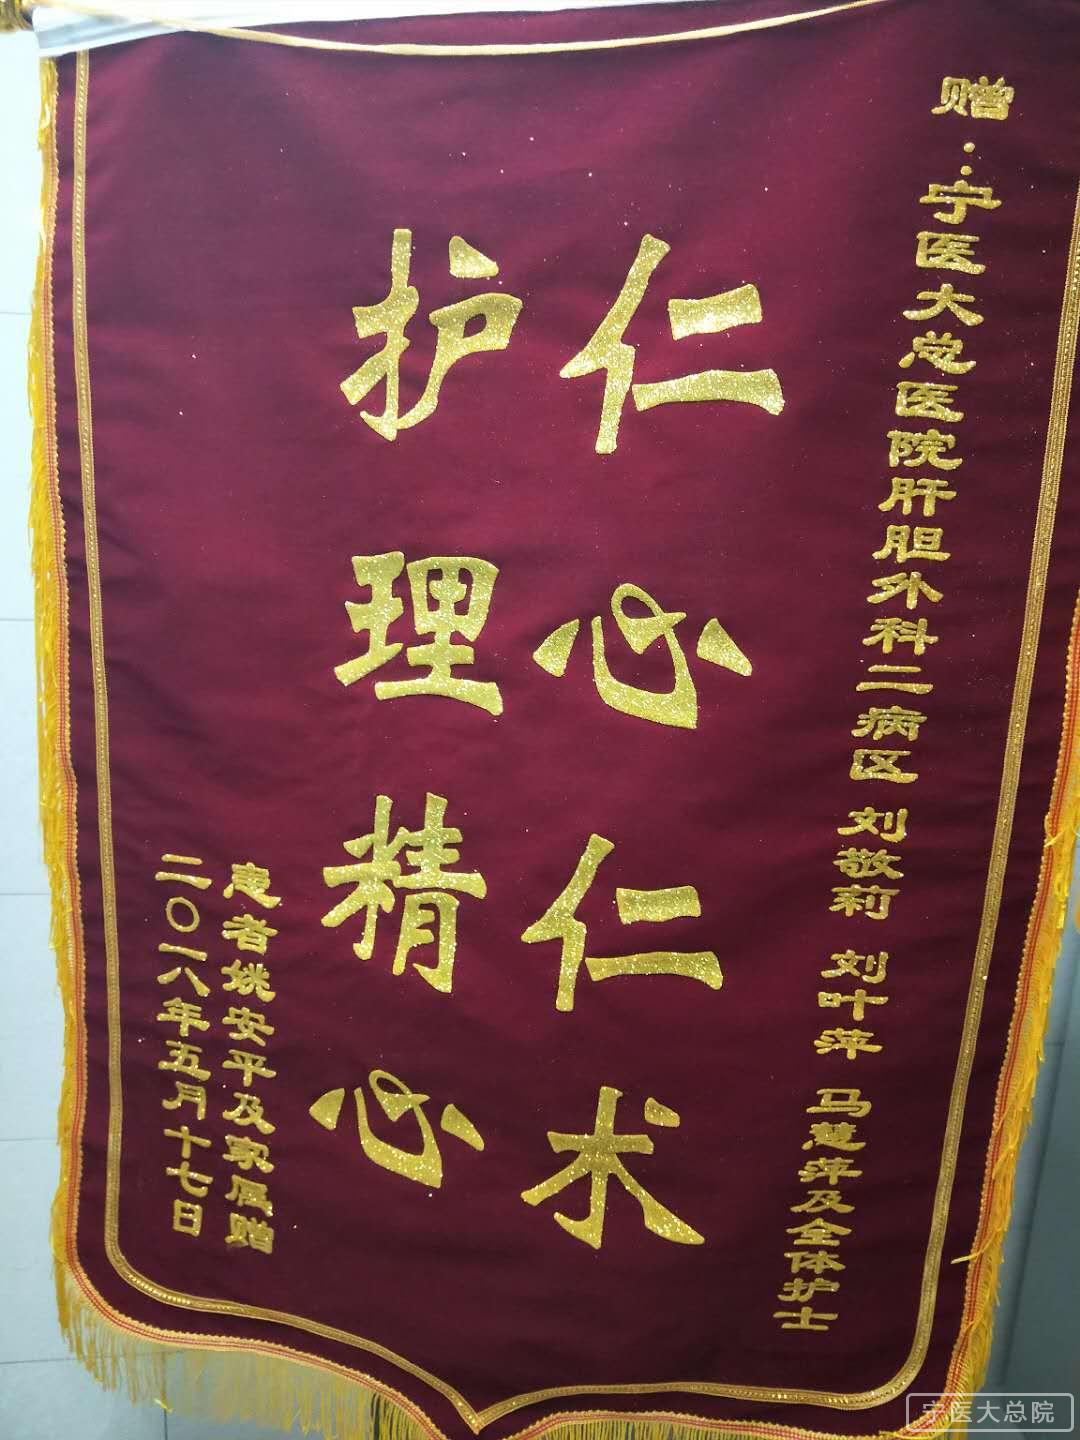 赠：宁医大总医院肝胆外科二病区 刘敬莉 刘叶萍 马慧萍及全体护士
仁心仁术
护理精心
患者姚安平及家属赠
二〇一八年五月十七日
宁医大总院